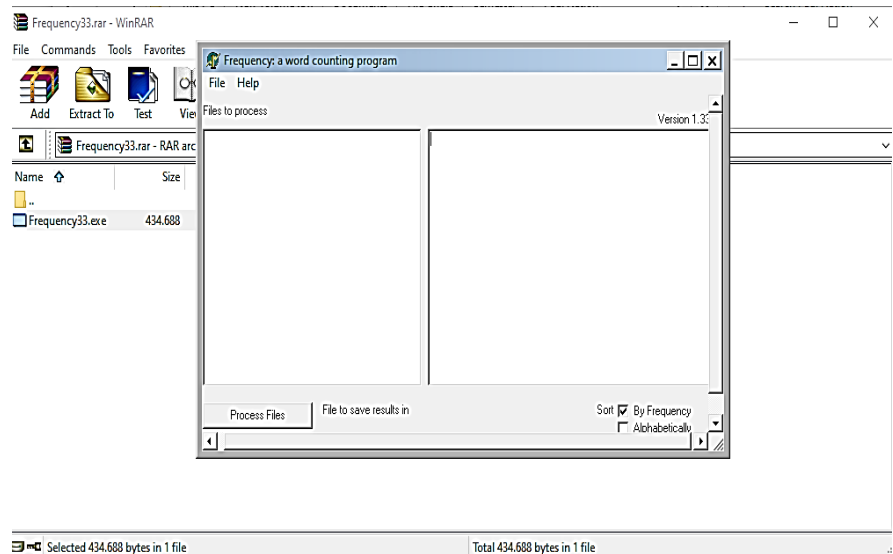 Frequency33.rar - WinRAR
File Commands Tools Favorites
Add Extract To Test
Frequency33.rar - RAR arc
Name Size
..
Frequency33.exe 434.688
Frequency: a word counting program
File Help
Files to process
Version 1.33
Process Files
File to save results in
Sort By Frequency
Alphabetically
Selected 434.688 bytes in 1 file
Total 434.688 bytes in 1 file